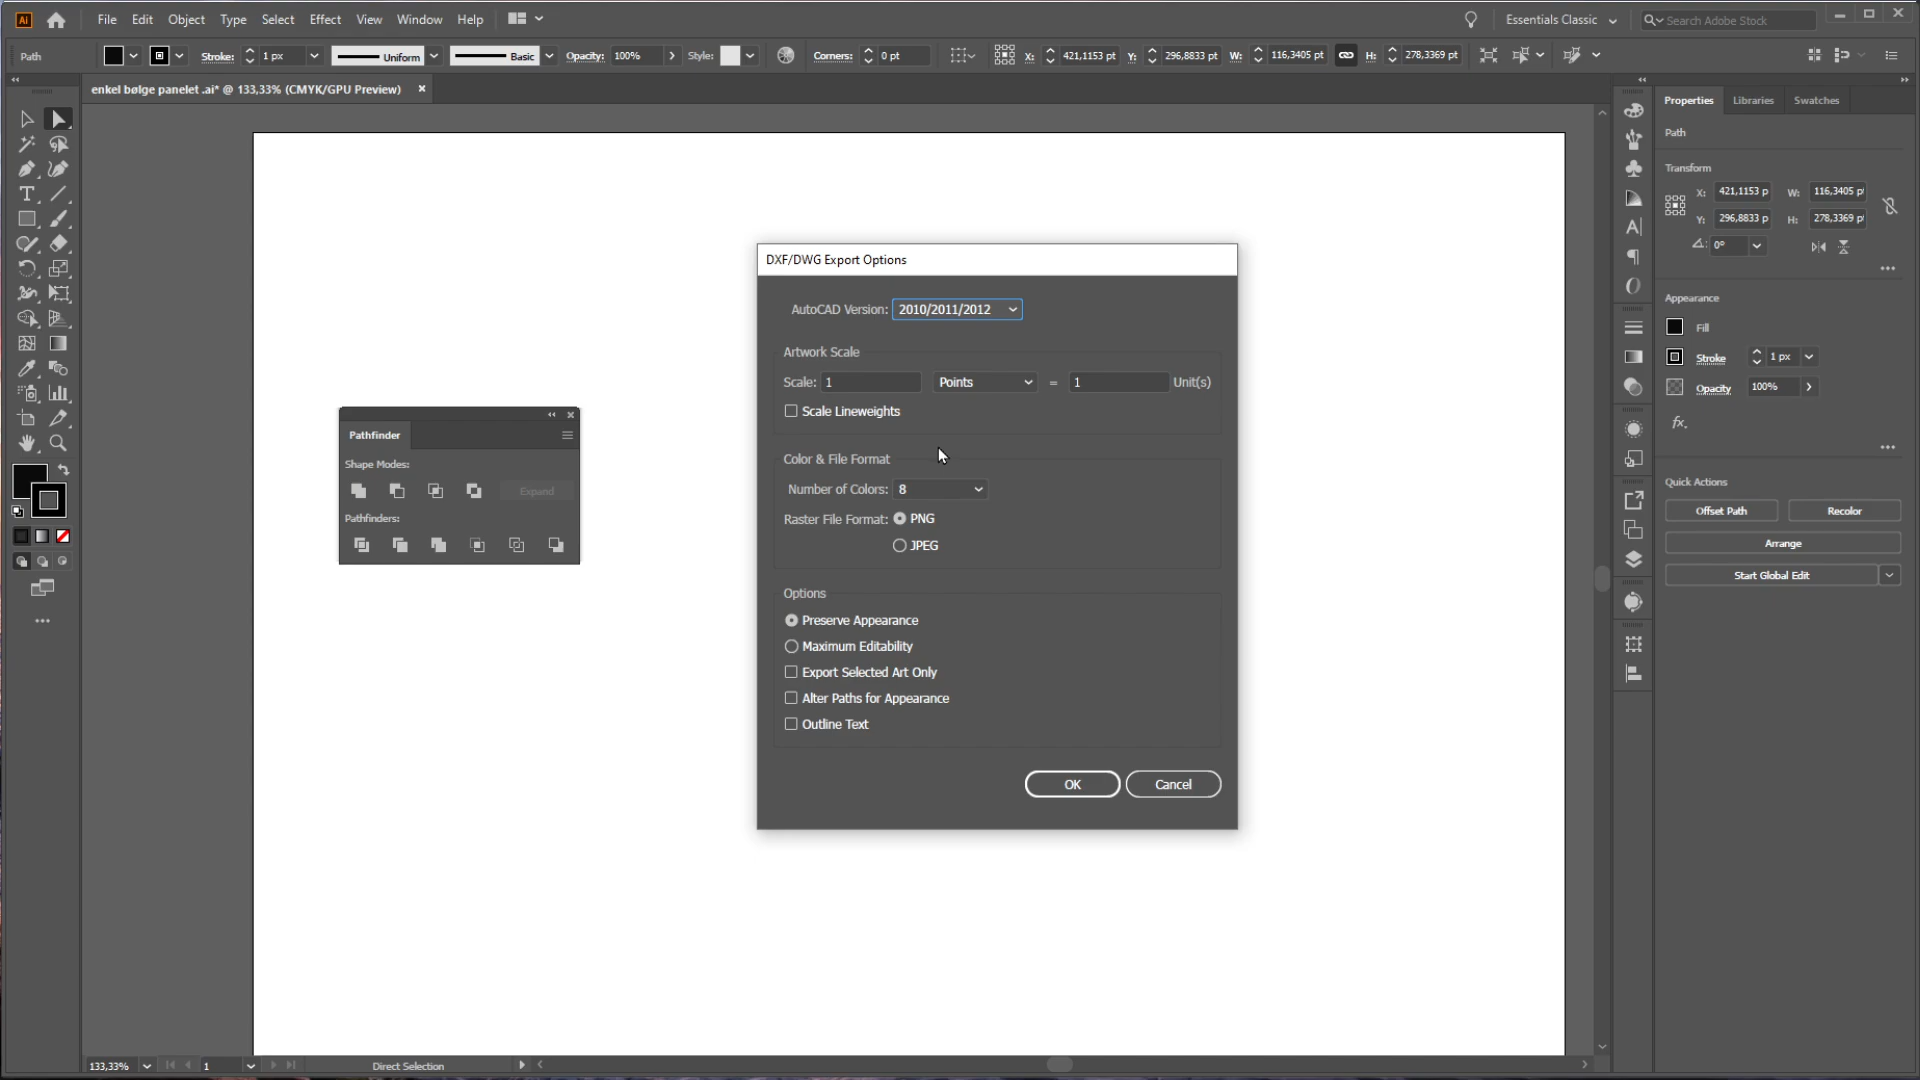 Ai File Edit Object Type Select Effect View Window Help Essentials Classic Search Adobe Stock
Path Stroke: 1 px Uniform Basic Opacity: 100% Style: Corners: 0 pt X: 421,1153 pt Y: 296,8833 pt W: 116,3405 pt H: 278,3369 pt
enkel bølge panelet .ai* @ 133,33% (CMYK/GPU Preview)
Properties Libraries Swatches
Path
Transform
X: 421,1153 p W: 116,3405 p
Y: 296,8833 p H: 278,3369 p
0°
Appearance
Fill
Stroke 1 px
Opacity 100%
fx.
Quick Actions
Offset Path Recolor
Arrange
Start Global Edit
DXF/DWG Export Options
AutoCAD Version: 2010/2011/2012
Artwork Scale
Scale: 1 Points = 1 Unit(s)
Scale Lineweights
Color & File Format
Number of Colors: 8
Raster File Format: PNG
JPEG
Options
Preserve Appearance
Maximum Editability
Export Selected Art Only
Alter Paths for Appearance
Outline Text
OK Cancel
Pathfinder
Shape Modes:
Expand
Pathfinders:
133,33% 1 Direct Selection